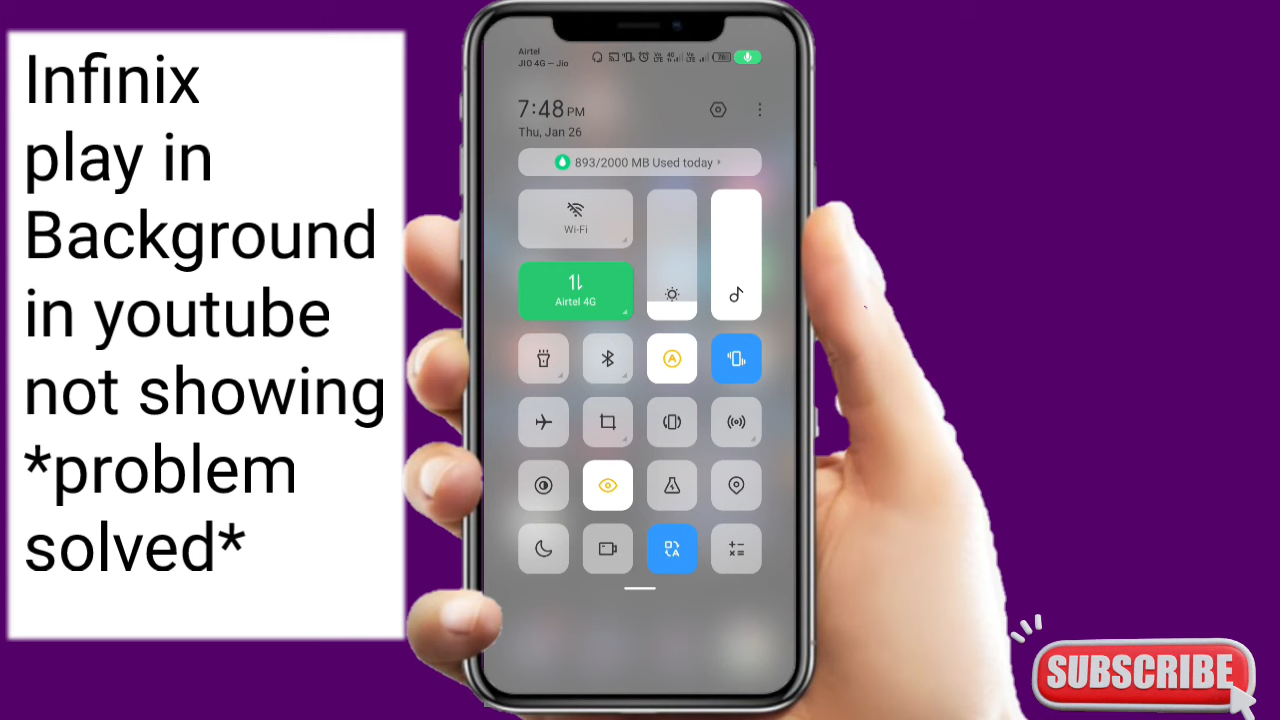 Infinix
play in
Background
in youtube
not showing
*problem
solved*
Airtel
JIO 4G — Jio
7:48 PM
Thu, Jan 26
893/2000 MB Used today
Wi-Fi
Airtel 4G
SUBSCRIBE